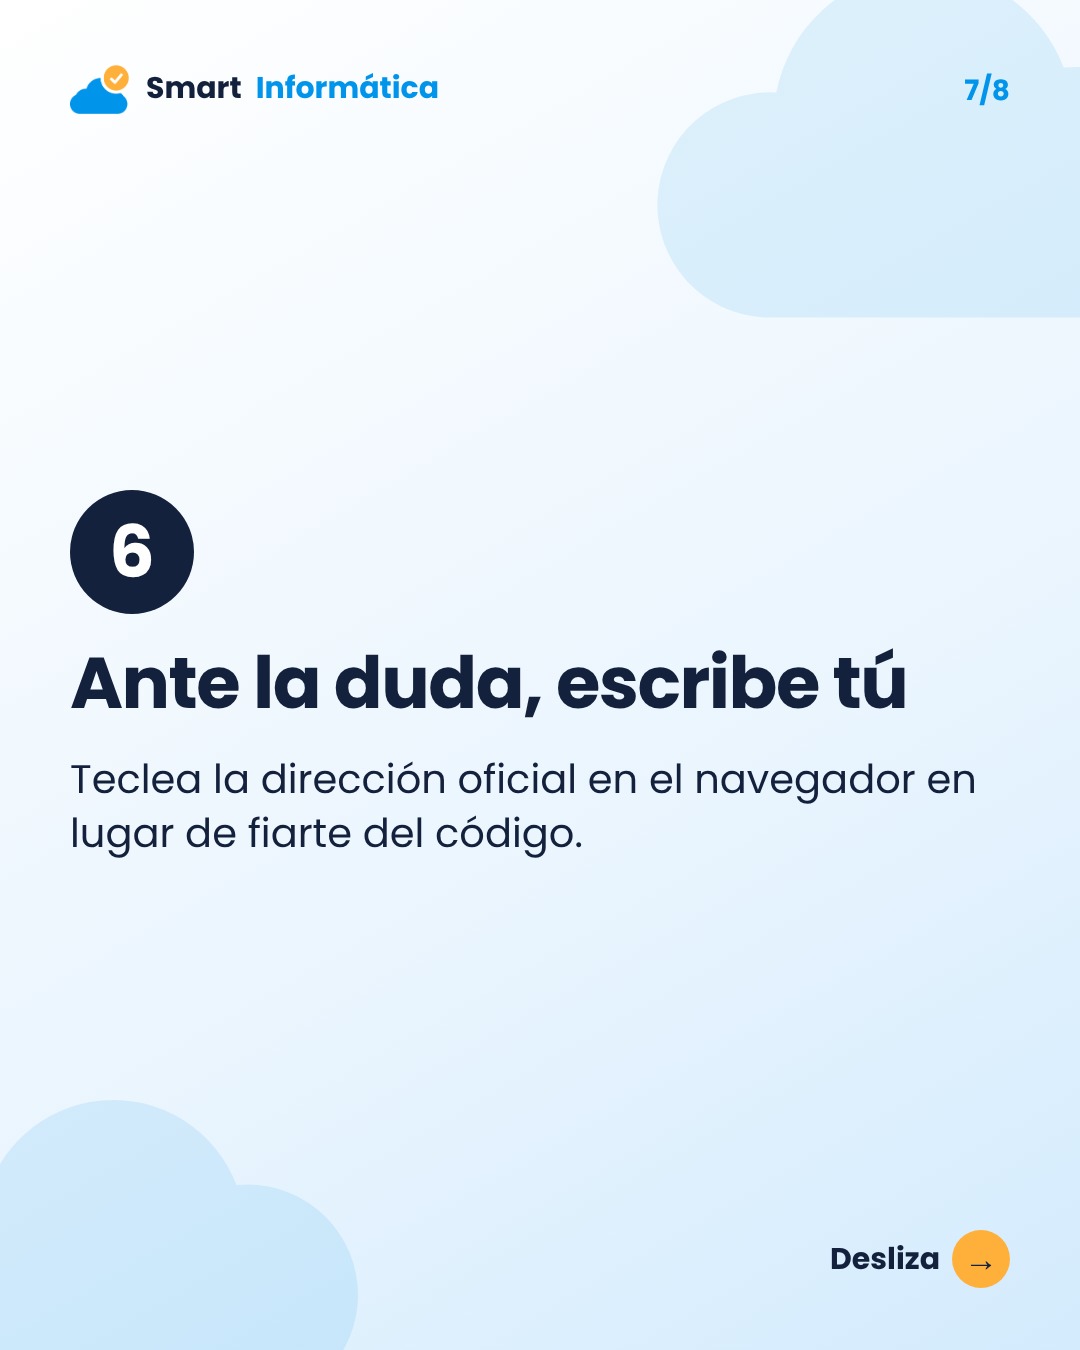 Smart Informática
7/8
6
Ante la duda, escribe tú
Teclea la dirección oficial en el navegador en
lugar de fiarte del código.
Desliza →